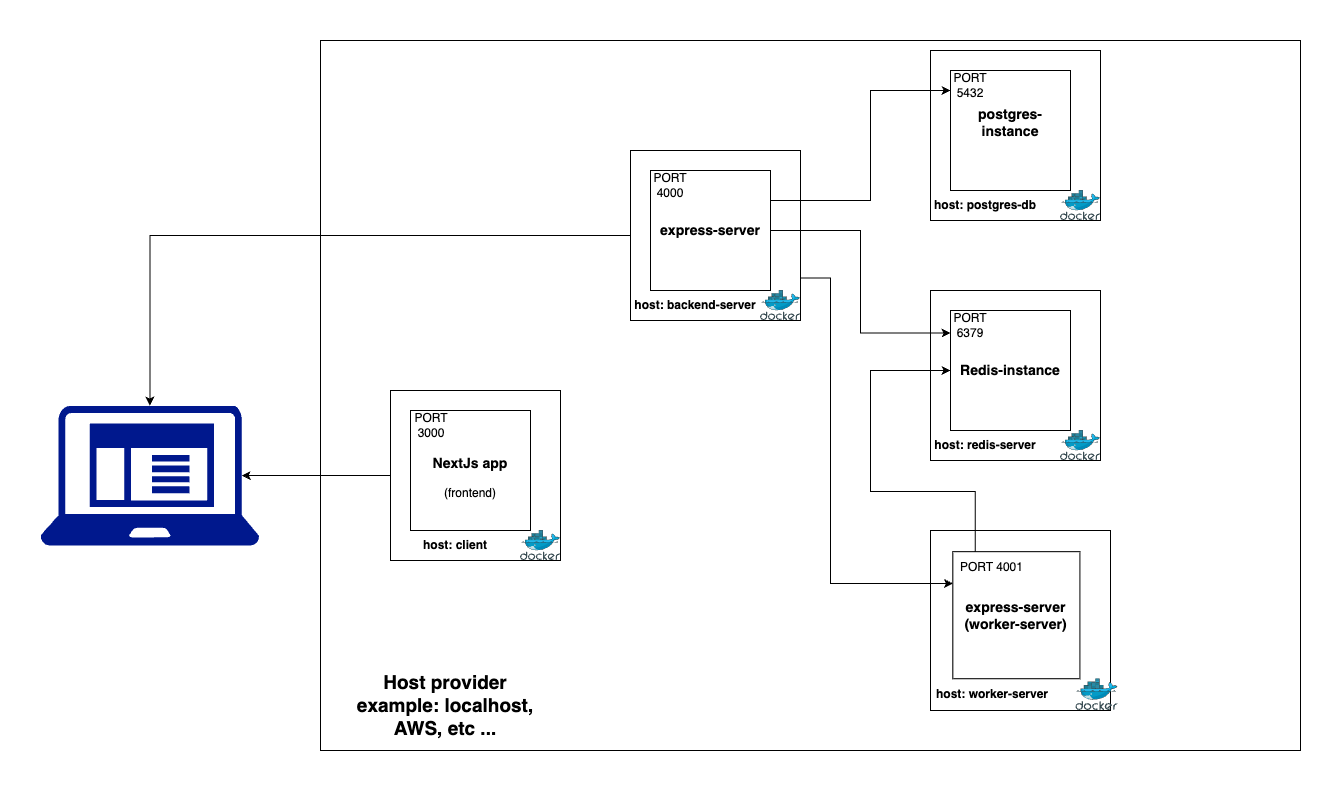 PORT
5432
postgres-
instance
host: postgres-db
docker
PORT
4000
express-server
host: backend-server
docker
PORT
6379
Redis-instance
host: redis-server
docker
PORT
3000
NextJs app
(frontend)
host: client
docker
PORT 4001
express-server
(worker-server)
host: worker-server
docker
Host provider
example: localhost,
AWS, etc ...